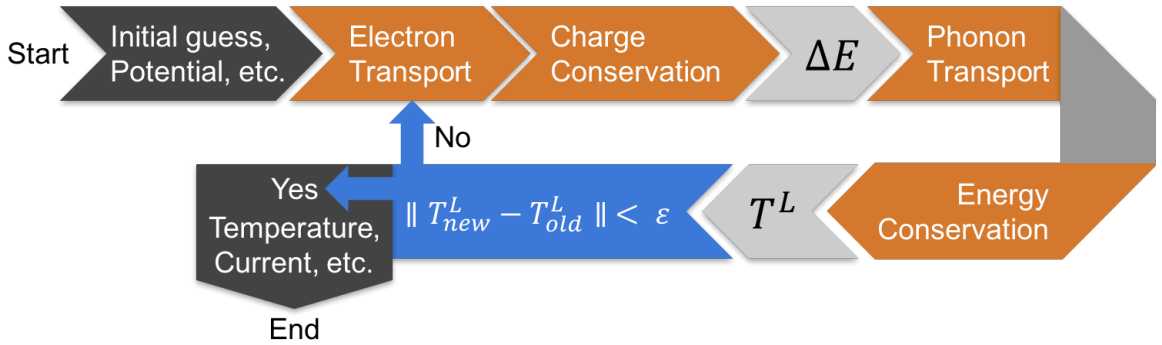 Start
Initial guess,
Potential, etc.
Electron
Transport
Charge
Conservation
ΔE
Phonon
Transport
Energy
Conservation
T^L
‖ T^L_new − T^L_old ‖ < ε
No
Yes
Temperature,
Current, etc.
End